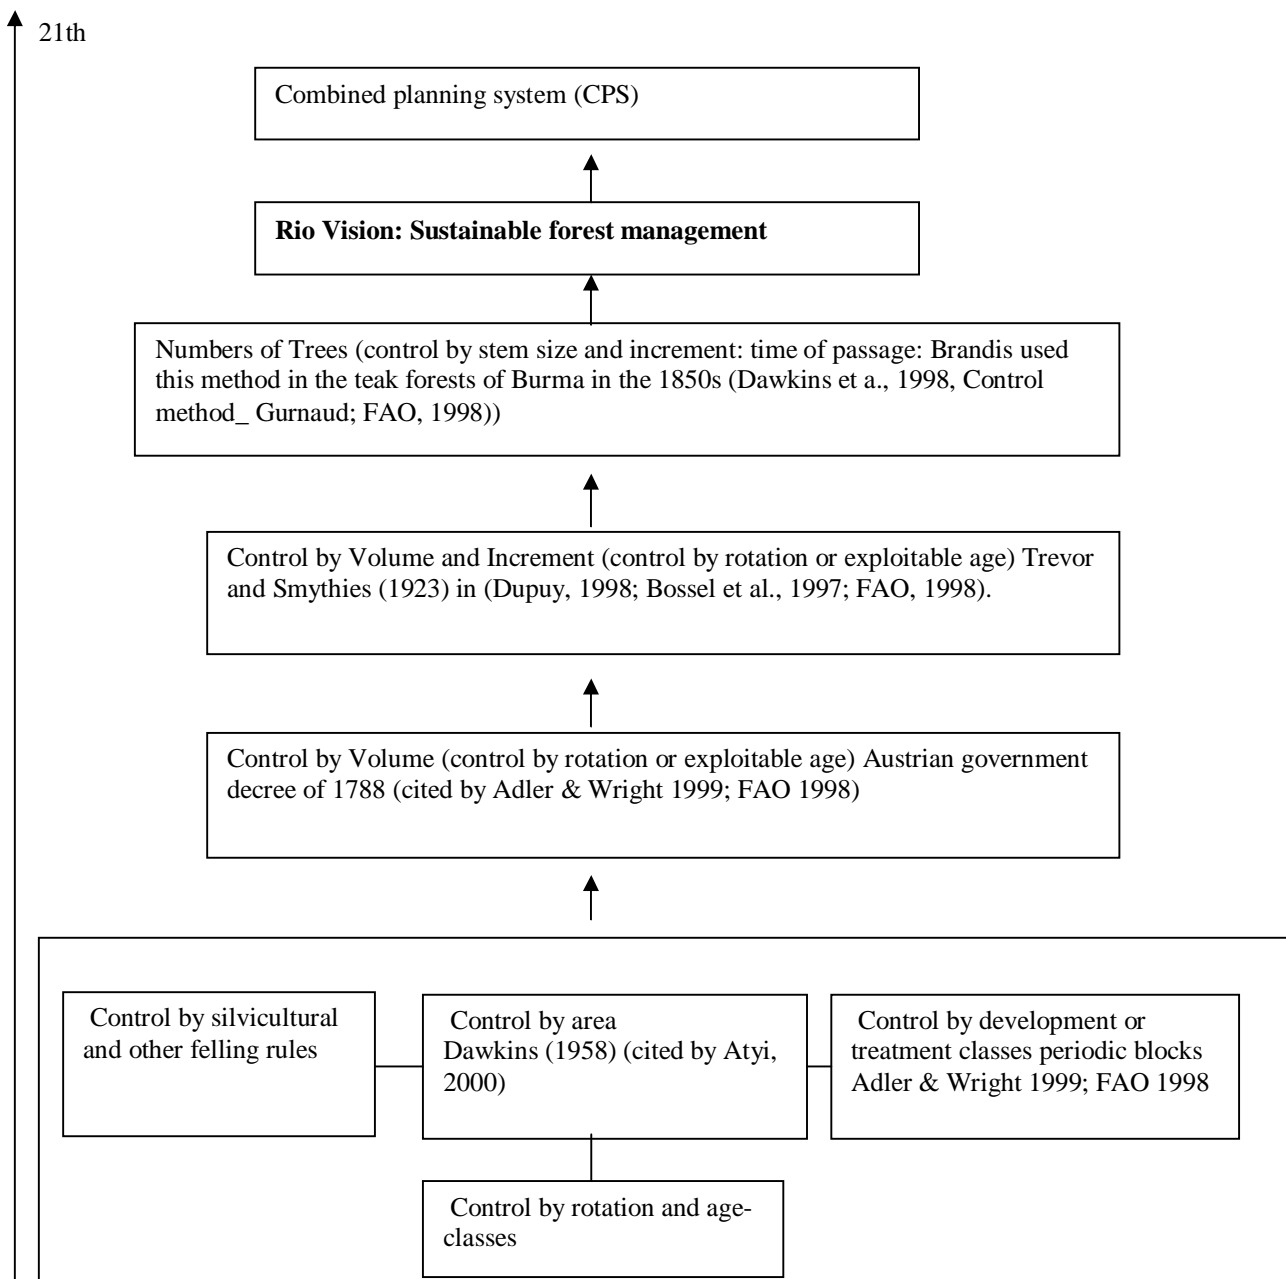 21th
Combined planning system (CPS)
Rio Vision: Sustainable forest management
Numbers of Trees (control by stem size and increment: time of passage: Brandis used
this method in the teak forests of Burma in the 1850s (Dawkins et a., 1998, Control
method_ Gurnaud; FAO, 1998))
Control by Volume and Increment (control by rotation or exploitable age) Trevor
and Smythies (1923) in (Dupuy, 1998; Bossel et al., 1997; FAO, 1998).
Control by Volume (control by rotation or exploitable age) Austrian government
decree of 1788 (cited by Adler & Wright 1999; FAO 1998)
Control by silvicultural
and other felling rules
Control by area
Dawkins (1958) (cited by Atyi,
2000)
Control by development or
treatment classes periodic blocks
Adler & Wright 1999; FAO 1998
Control by rotation and age-
classes